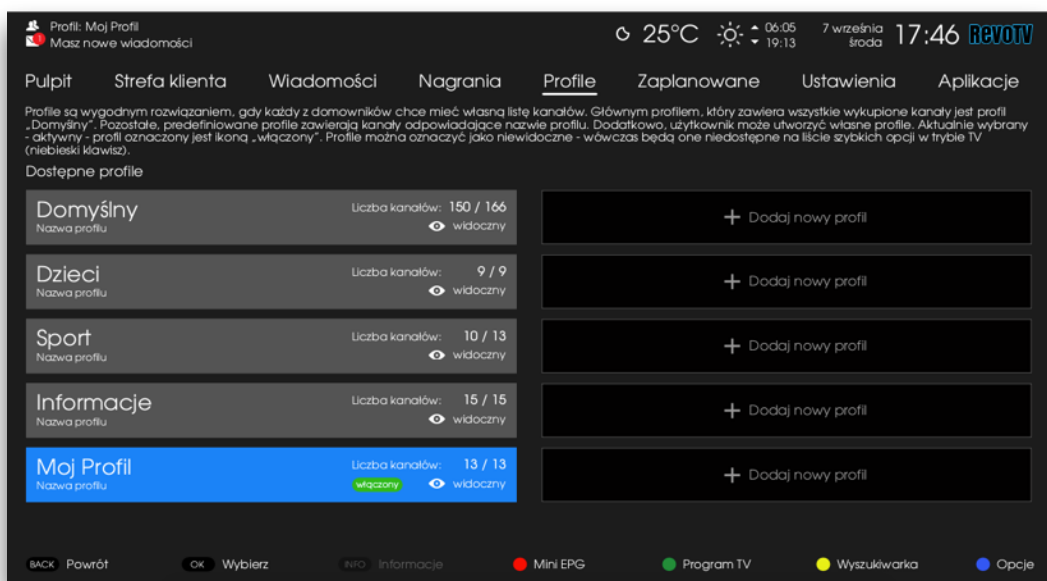 Profil: Moj Profil
Masz nowe wiadomości
1
25°C
06:05
19:13
7 września
środa
17:46
REVOTV
Pulpit Strefa klienta Wiadomości Nagrania Profile Zaplanowane Ustawienia Aplikacje
Profile są wygodnym rozwiązaniem, gdy każdy z domowników chce mieć własną listę kanałów. Głównym profilem, który zawiera wszystkie wykupione kanały jest profil
„Domyślny”. Pozostałe, predefiniowane profile zawierają kanały odpowiadające nazwie profilu. Dodatkowo, użytkownik może utworzyć własne profile. Aktualnie wybrany
- aktywny - profil oznaczony jest ikoną „włączony”. Profile można oznaczyć jako niewidoczne - wówczas będą one niedostępne na liście szybkich opcji w trybie TV
(niebieski klawisz).
Dostępne profile
Domyślny Liczba kanałów: 150 / 166
Nazwa profilu widoczny
+ Dodaj nowy profil
Dzieci Liczba kanałów: 9 / 9
Nazwa profilu widoczny
+ Dodaj nowy profil
Sport Liczba kanałów: 10 / 13
Nazwa profilu widoczny
+ Dodaj nowy profil
Informacje Liczba kanałów: 15 / 15
Nazwa profilu widoczny
+ Dodaj nowy profil
Moj Profil Liczba kanałów: 13 / 13
Nazwa profilu włączony widoczny
+ Dodaj nowy profil
BACK Powrót OK Wybierz INFO Informacje Mini EPG Program TV Wyszukiwarka Opcje